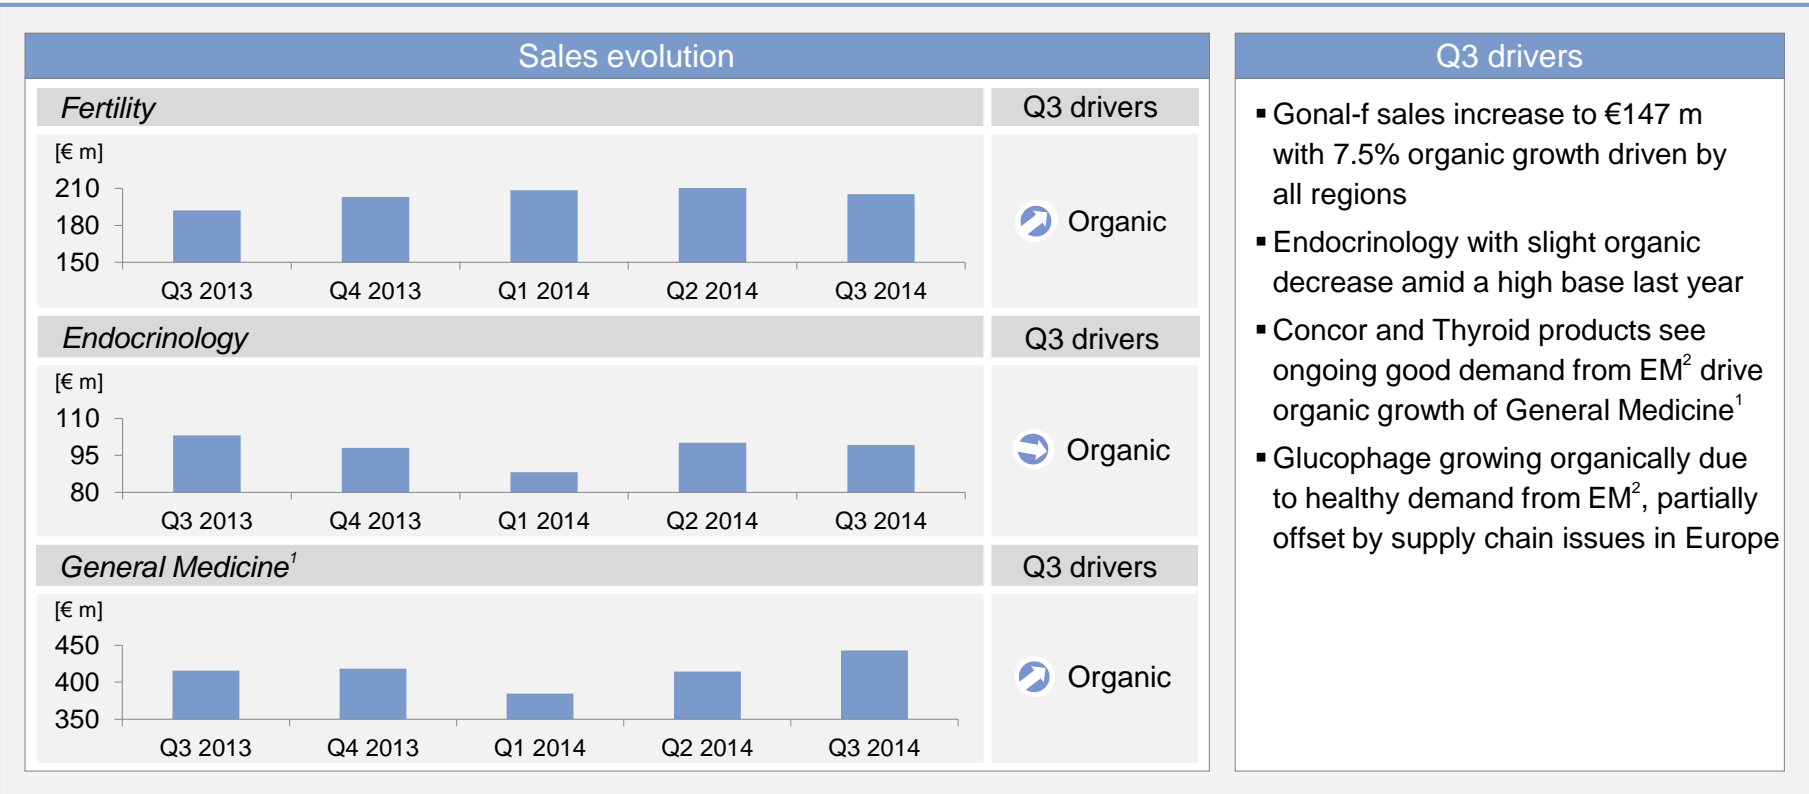 Sales evolution
Fertility
Q3 drivers
[€ m]
210
180
150
Q3 2013 Q4 2013 Q1 2014 Q2 2014 Q3 2014
Organic
Endocrinology
Q3 drivers
[€ m]
110
95
80
Q3 2013 Q4 2013 Q1 2014 Q2 2014 Q3 2014
Organic
General Medicine¹
Q3 drivers
[€ m]
450
400
350
Q3 2013 Q4 2013 Q1 2014 Q2 2014 Q3 2014
Organic
Q3 drivers
▪ Gonal-f sales increase to €147 m
with 7.5% organic growth driven by
all regions
▪ Endocrinology with slight organic
decrease amid a high base last year
▪ Concor and Thyroid products see
ongoing good demand from EM² drive
organic growth of General Medicine¹
▪ Glucophage growing organically due
to healthy demand from EM², partially
offset by supply chain issues in Europe